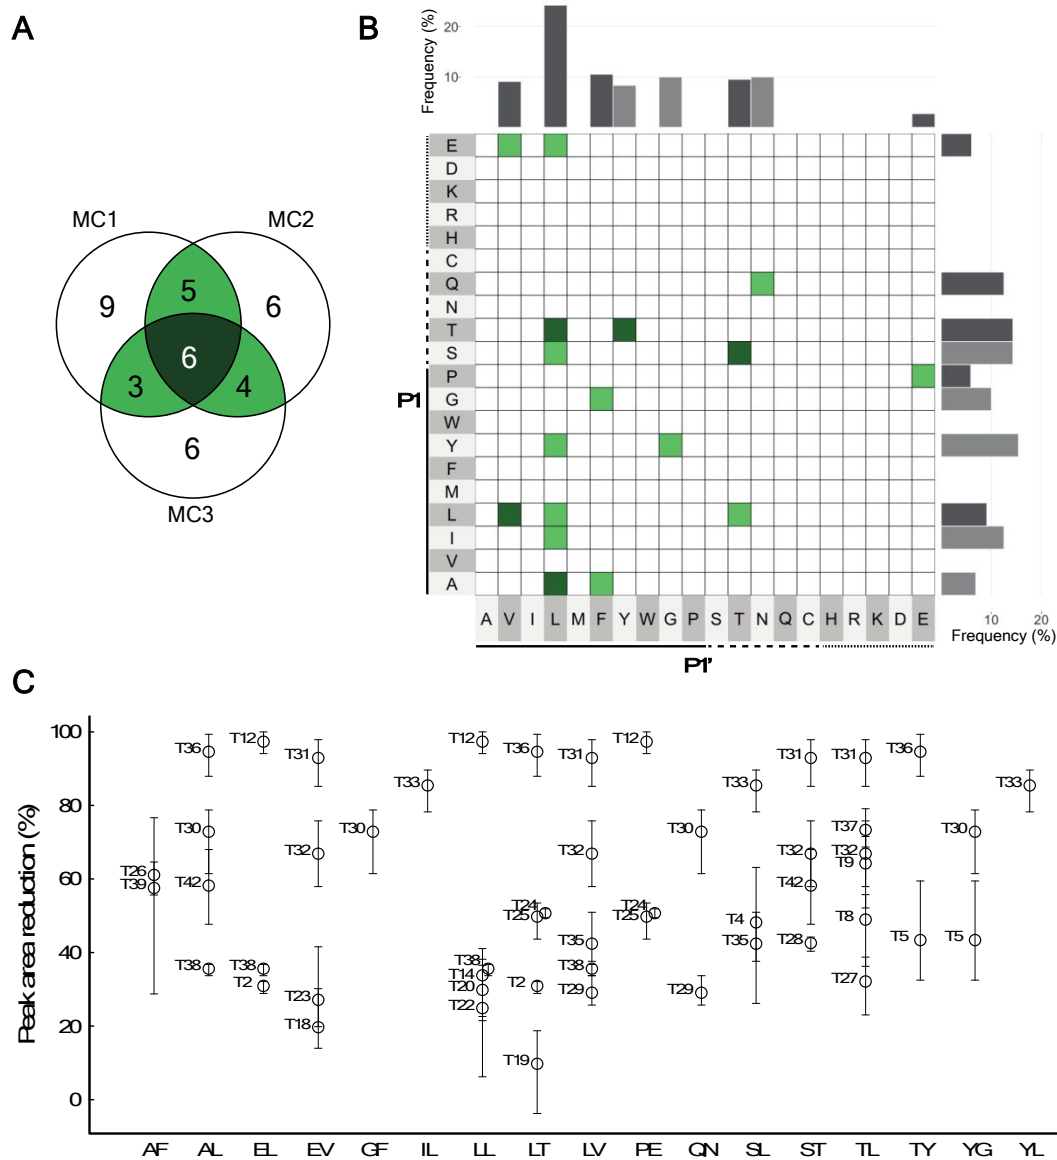 A
B
MC1
MC2
9
5
6
6
3
4
6
MC3
Frequency (%)
20
10
E
D
K
R
H
C
Q
N
T
S
P
G
W
Y
F
M
L
I
V
A
P1
A V I L M F Y W G P S T N Q C H R K D E
P1'
10 20
Frequency (%)
C
Peak area reduction (%)
100
80
60
40
20
0
T26
T39
T36
T30
T42
T38
T12
T38
T2
T31
T32
T23
T18
T30
T33
T12
T38
T14
T20
T22
T36
T24
T25
T2
T19
T31
T32
T35
T38
T29
T12
T24
T25
T30
T29
T33
T4
T35
T31
T32
T42
T28
T31
T37
T32
T9
T8
T27
T36
T5
T30
T5
T33
AF AL EL EV GF IL LL LT LV PE QN SL ST TL TY YG YL